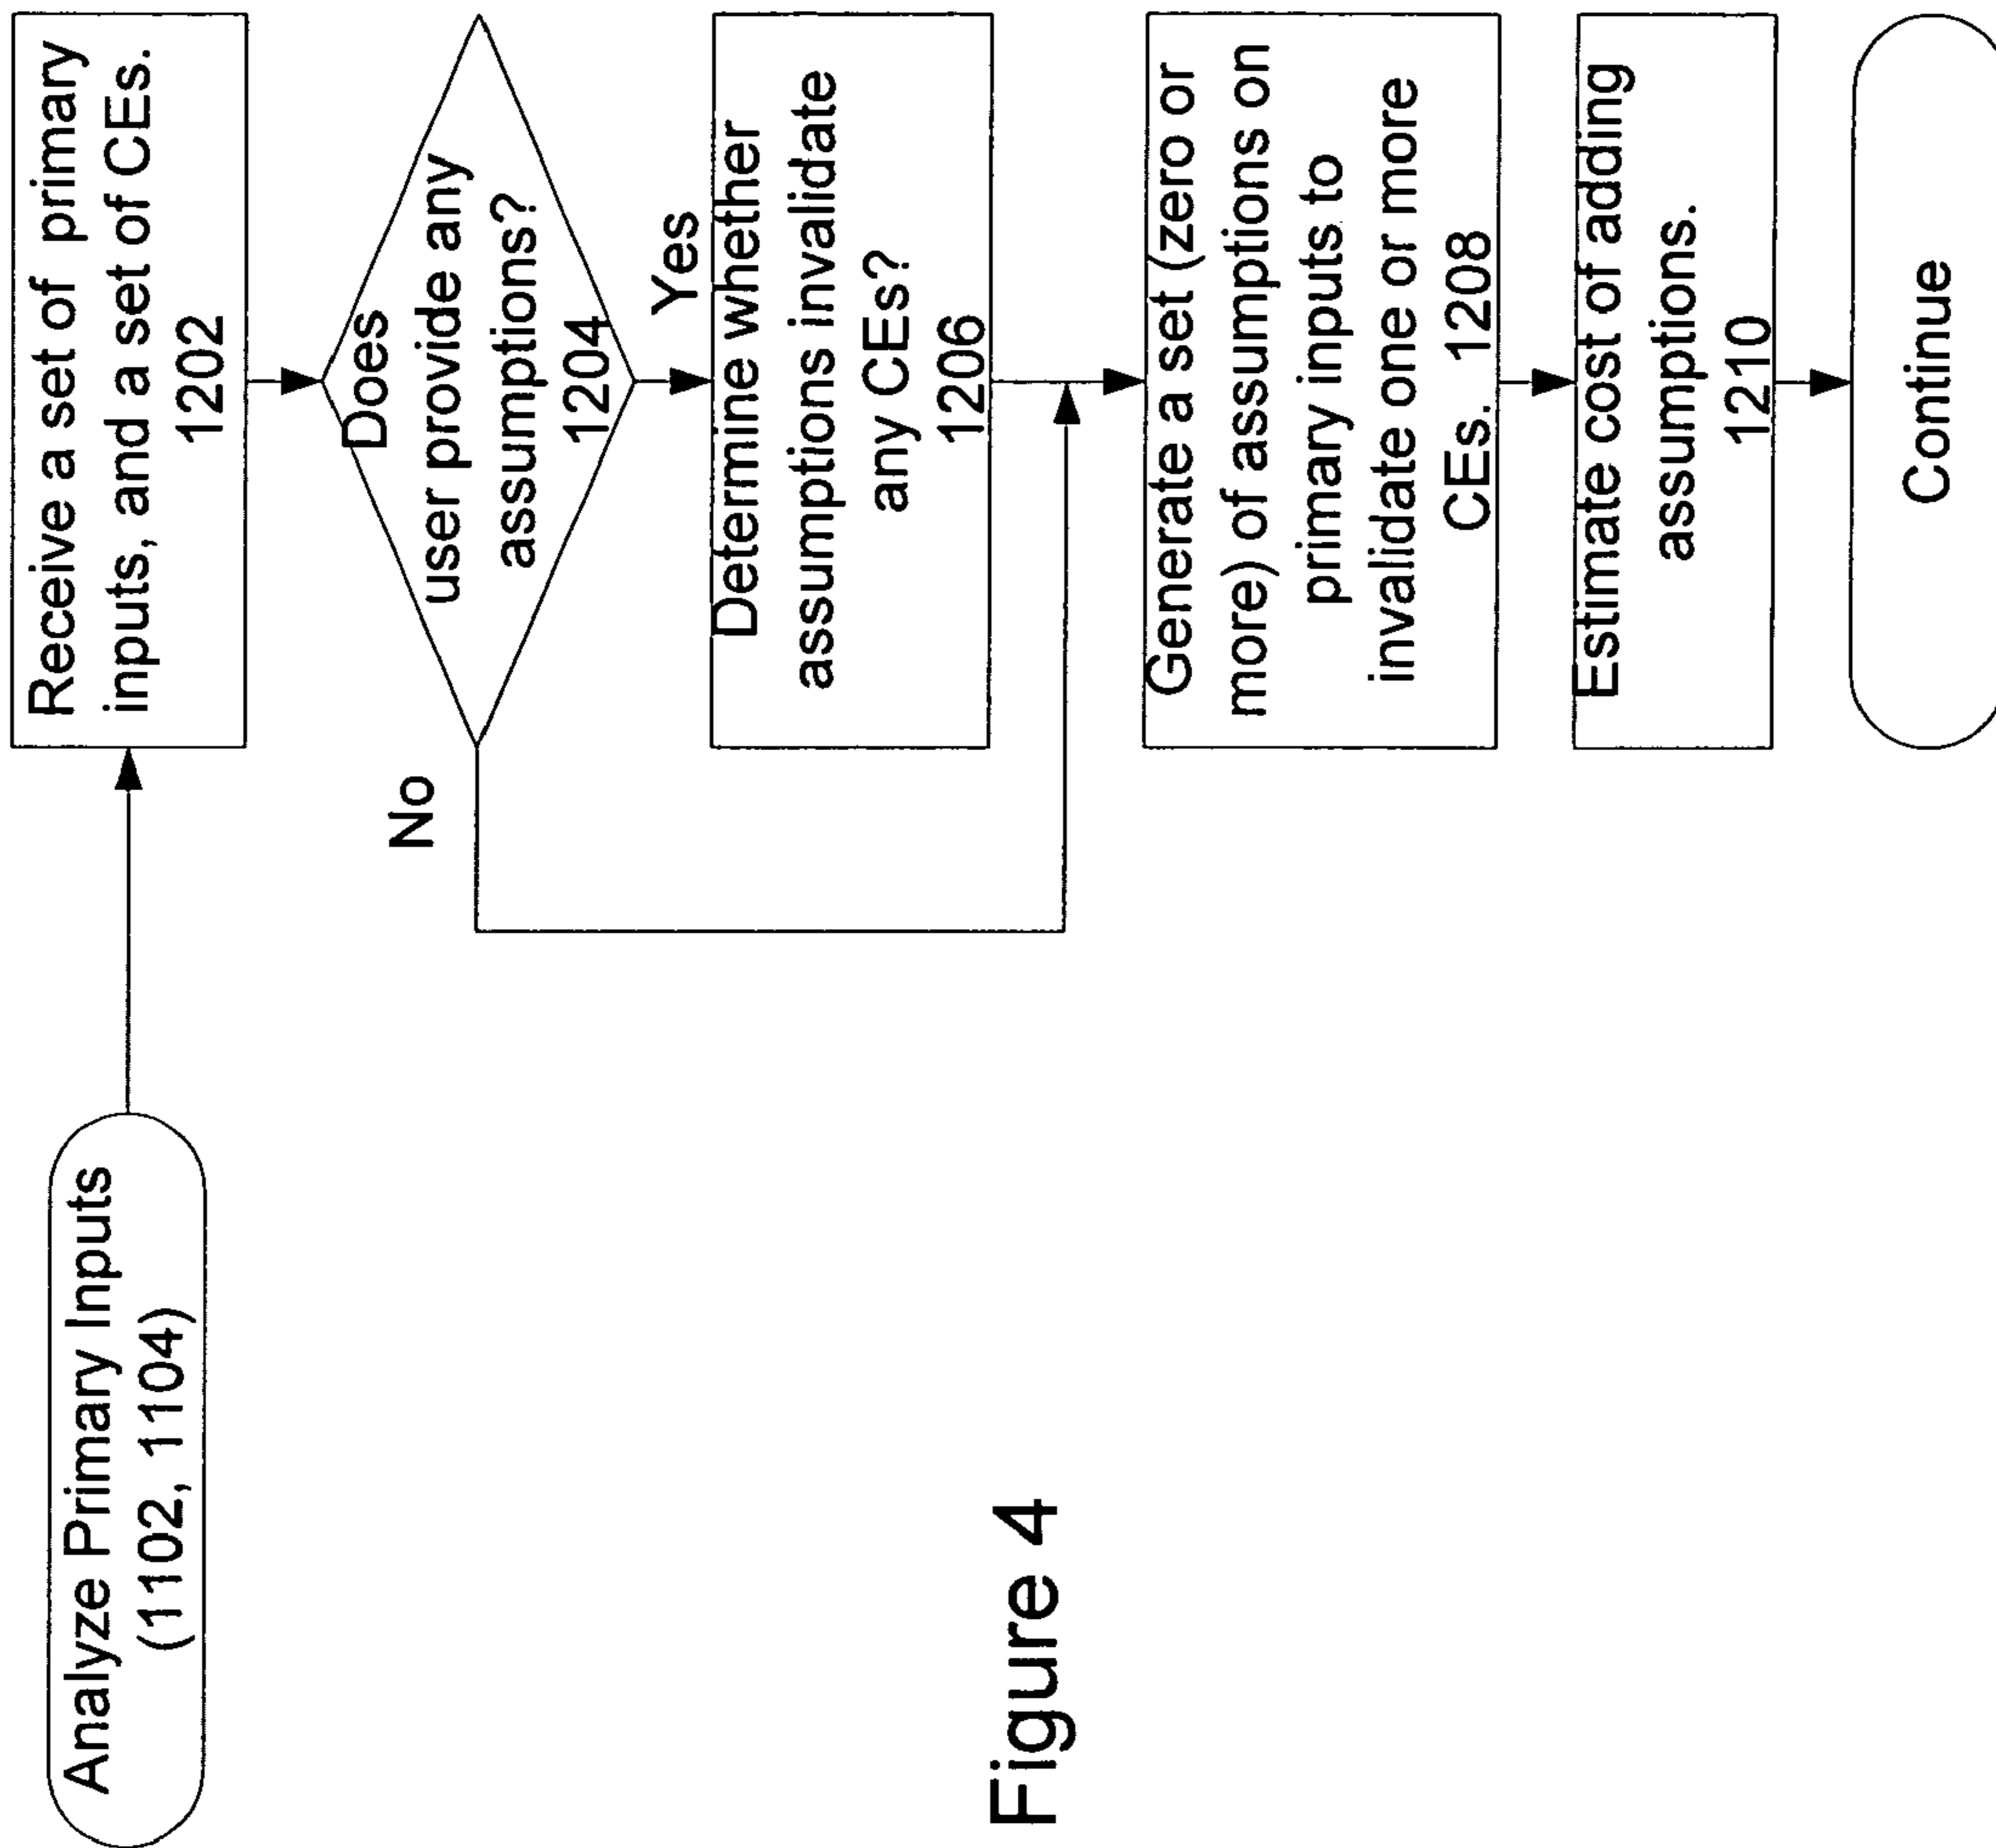 Analyze Primary Inputs
(1102, 1104)
Receive a set of primary
inputs, and a set of CEs.
1202
Does
user provide any
assumptions?
1204
No
Yes
Determine whether
assumptions invalidate
any CEs?
1206
Generate a set (zero or
more) of assumptions on
primary inputs to
invalidate one or more
CEs. 1208
Estimate cost of adding
assumptions.
1210
Continue
Figure 4